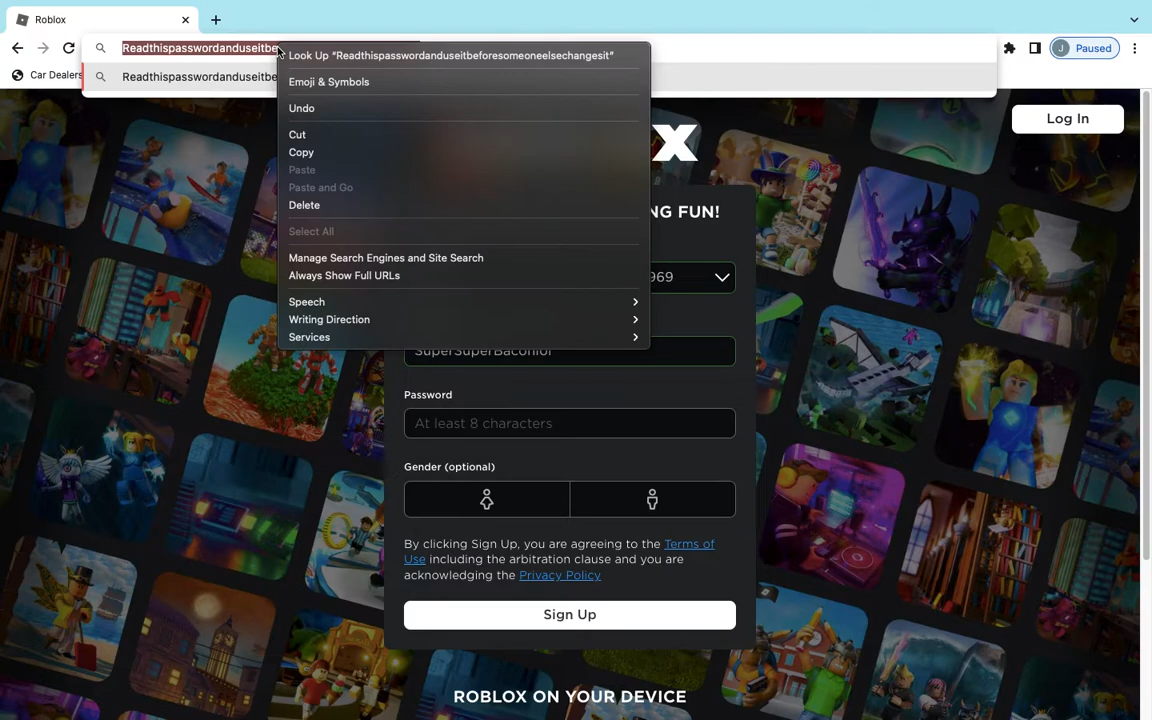 Roblox
Paused
Readthispasswordanduseitbe
Car Dealers
Readthispasswordanduseitbe
Look Up "Readthispasswordanduseitbeforesomeoneelsechangesit"
Emoji & Symbols
Undo
Cut
Copy
Paste
Paste and Go
Delete
Select All
Manage Search Engines and Site Search
Always Show Full URLs
Speech
Writing Direction
Services
Log In
X
NG FUN!
969
Password
At least 8 characters
Gender (optional)
By clicking Sign Up, you are agreeing to the Terms of
Use including the arbitration clause and you are
acknowledging the Privacy Policy
Sign Up
ROBLOX ON YOUR DEVICE